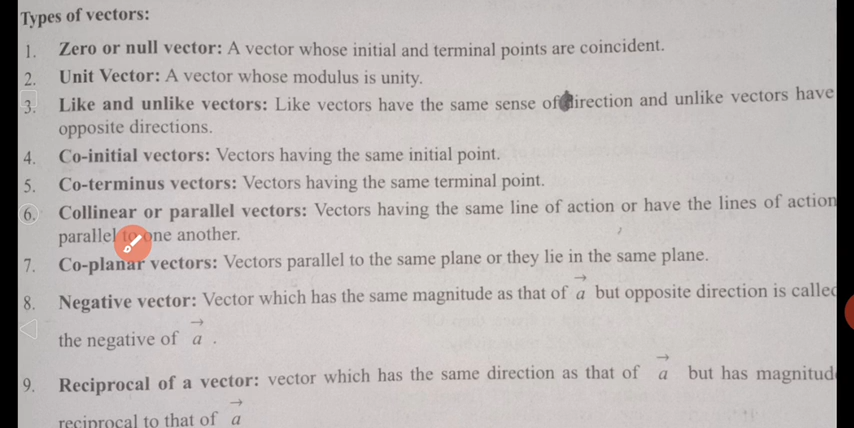 Types of vectors:
1. Zero or null vector: A vector whose initial and terminal points are coincident.
2. Unit Vector: A vector whose modulus is unity.
3. Like and unlike vectors: Like vectors have the same sense of direction and unlike vectors have
opposite directions.
4. Co-initial vectors: Vectors having the same initial point.
5. Co-terminus vectors: Vectors having the same terminal point.
6. Collinear or parallel vectors: Vectors having the same line of action or have the lines of action
parallel to one another.
7. Co-planar vectors: Vectors parallel to the same plane or they lie in the same plane.
8. Negative vector: Vector which has the same magnitude as that of a⃗ but opposite direction is called
the negative of a⃗ .
9. Reciprocal of a vector: vector which has the same direction as that of a⃗ but has magnitud
reciprocal to that of a⃗